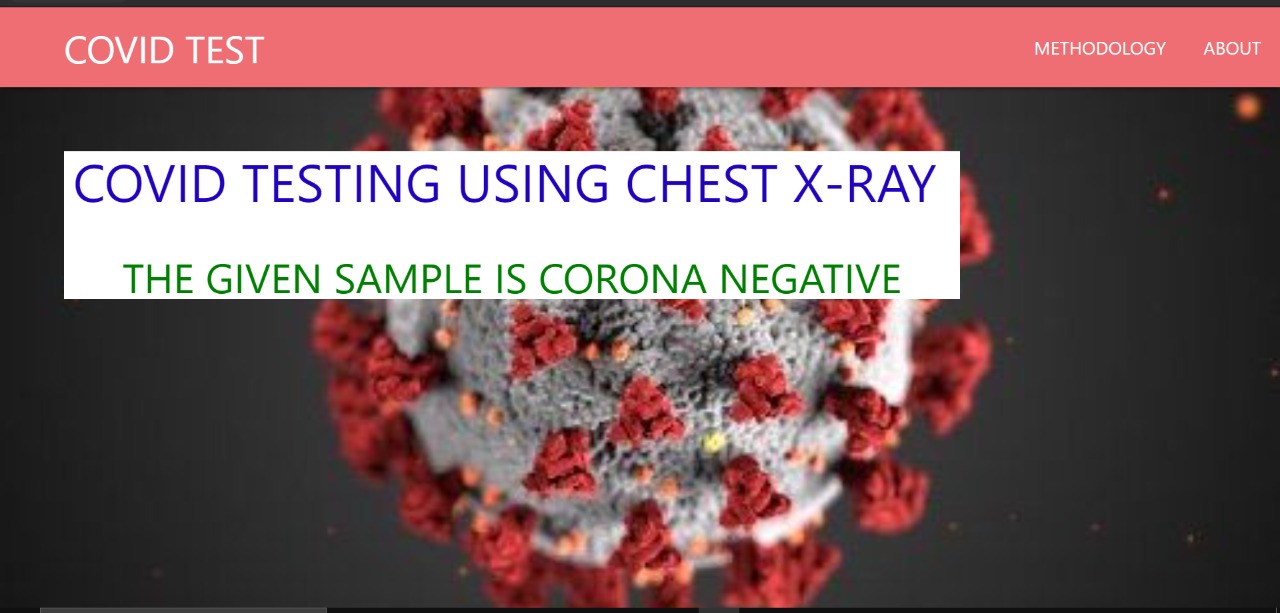 COVID TEST
METHODOLOGY
ABOUT
COVID TESTING USING CHEST X-RAY
THE GIVEN SAMPLE IS CORONA NEGATIVE